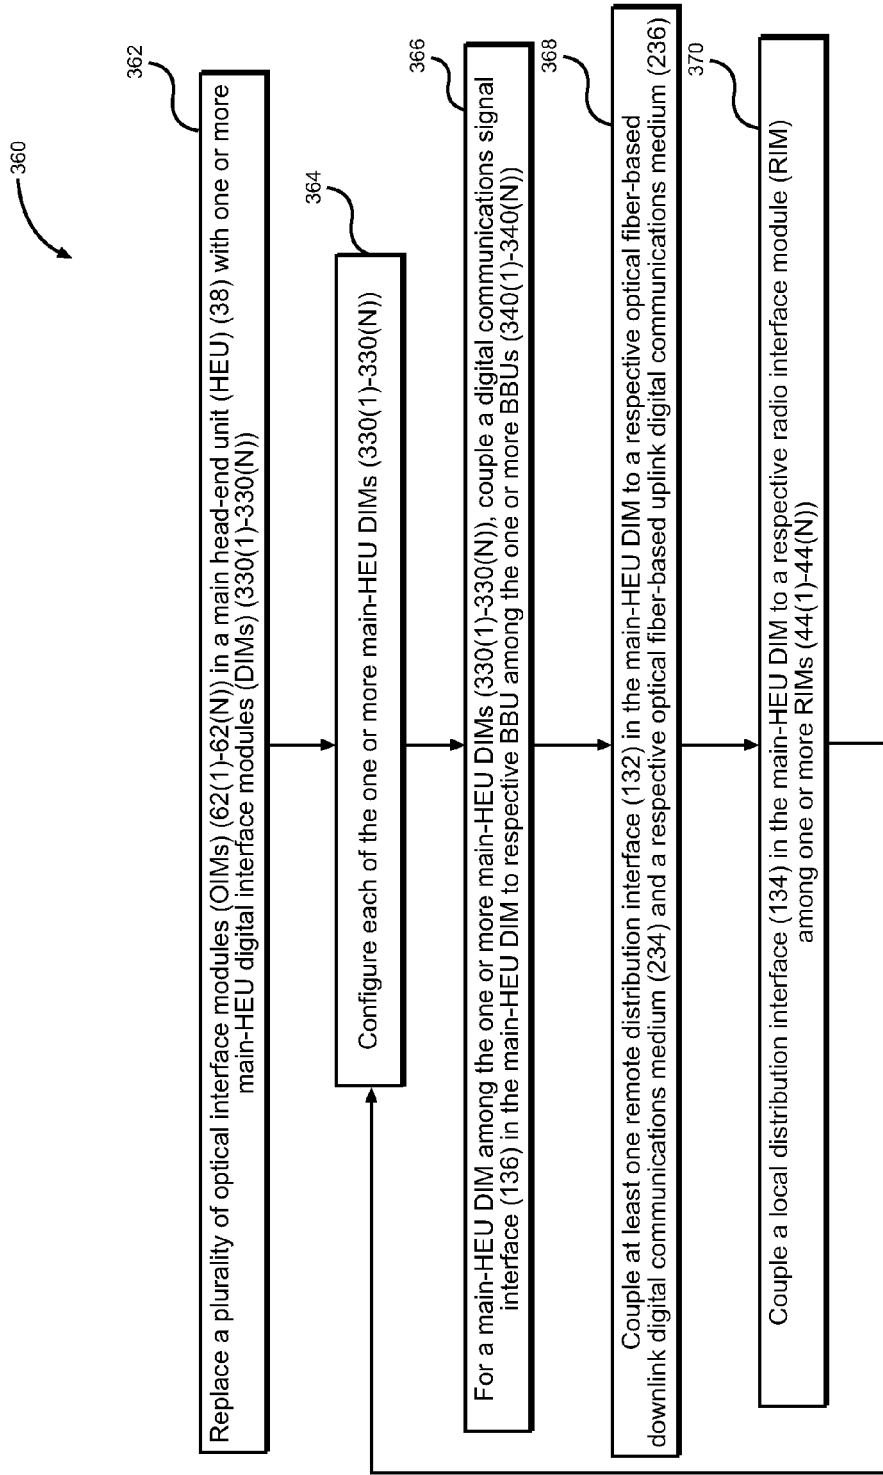 360
362
Replace a plurality of optical interface modules (OIMs) (62(1)-62(N)) in a main head-end unit (HEU) (38) with one or more
main-HEU digital interface modules (DIMs) (330(1)-330(N))
364
Configure each of the one or more main-HEU DIMs (330(1)-330(N))
366
For a main-HEU DIM among the one or more main-HEU DIMs (330(1)-330(N)), couple a digital communications signal
interface (136) in the main-HEU DIM to respective BBU among the one or more BBUs (340(1)-340(N))
368
Couple at least one remote distribution interface (132) in the main-HEU DIM to a respective optical fiber-based
downlink digital communications medium (234) and a respective optical fiber-based uplink digital communications medium (236)
370
Couple a local distribution interface (134) in the main-HEU DIM to a respective radio interface module (RIM)
among one or more RIMs (44(1)-44(N))